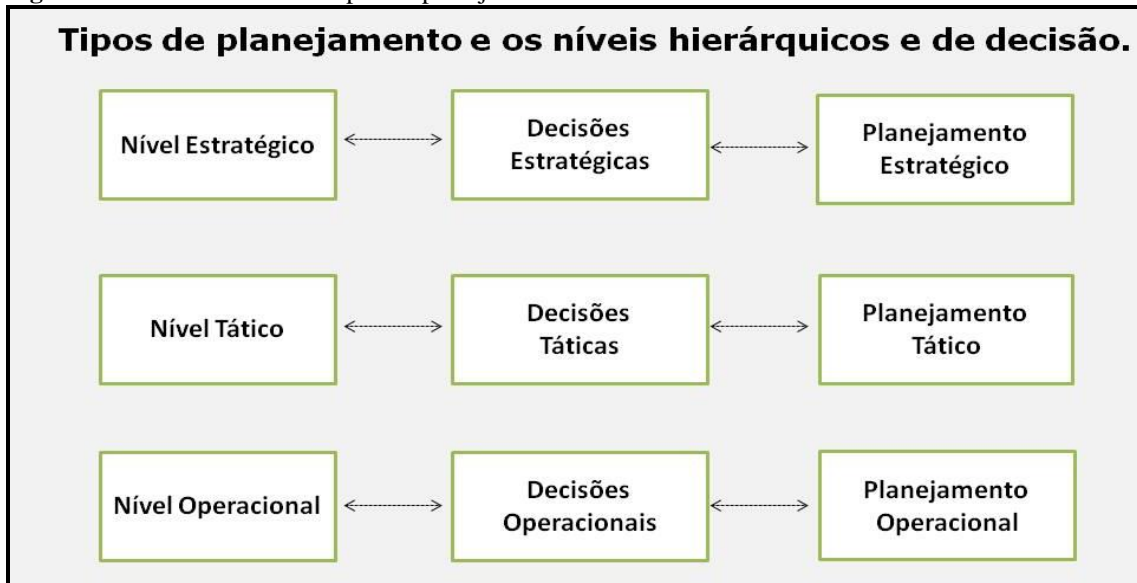 Tipos de planejamento e os níveis hierárquicos e de decisão.
Nível Estratégico
Decisões
Estratégicas
Planejamento
Estratégico
Nível Tático
Decisões
Táticas
Planejamento
Tático
Nível Operacional
Decisões
Operacionais
Planejamento
Operacional